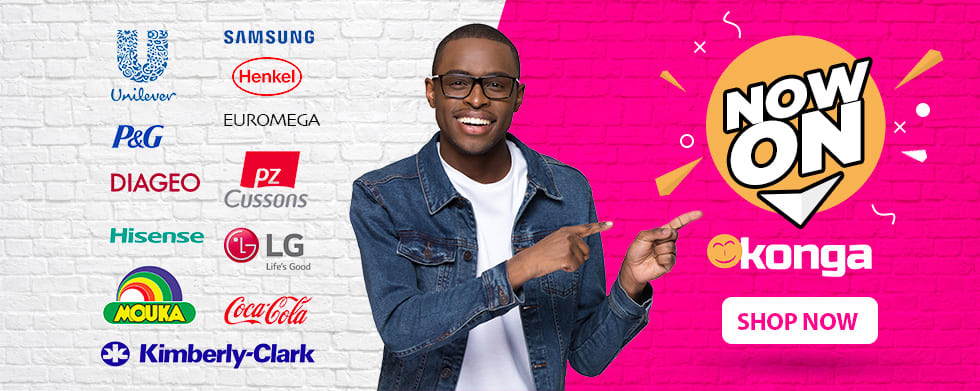 Unilever
SAMSUNG
Henkel
P&G
EUROMEGA
DIAGEO
PZ
Cussons
Hisense
LG
Life's Good
MOUKA
Coca-Cola
Kimberly-Clark
NOW
ON
konga
SHOP NOW